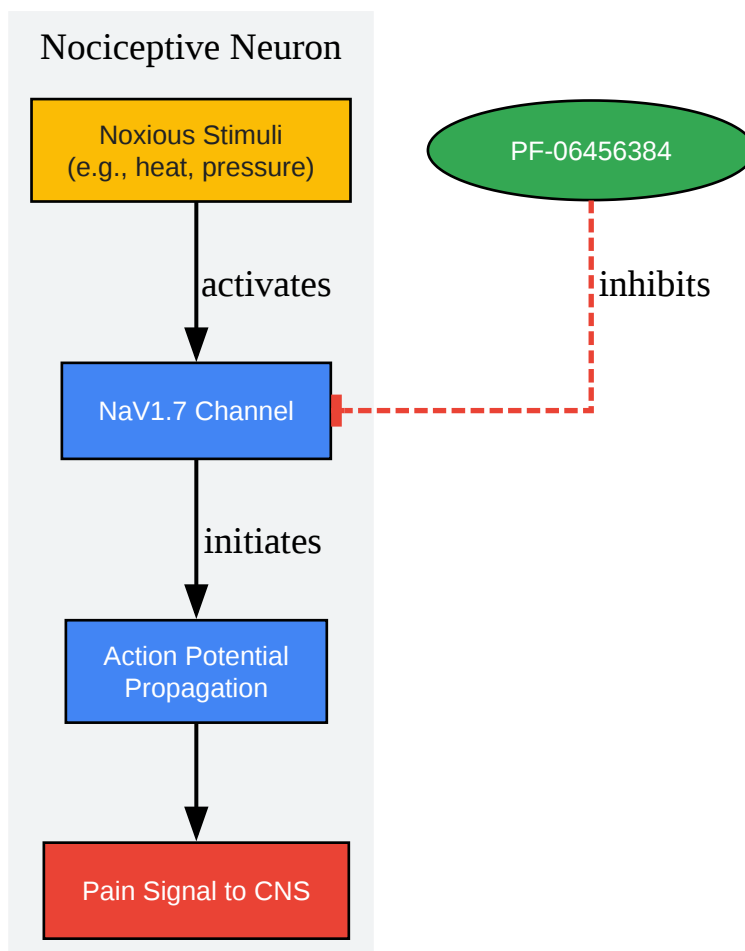 Nociceptive Neuron
Noxious Stimuli
(e.g., heat, pressure)
PF-06456384
activates
inhibits
NaV1.7 Channel
initiates
Action Potential
Propagation
Pain Signal to CNS